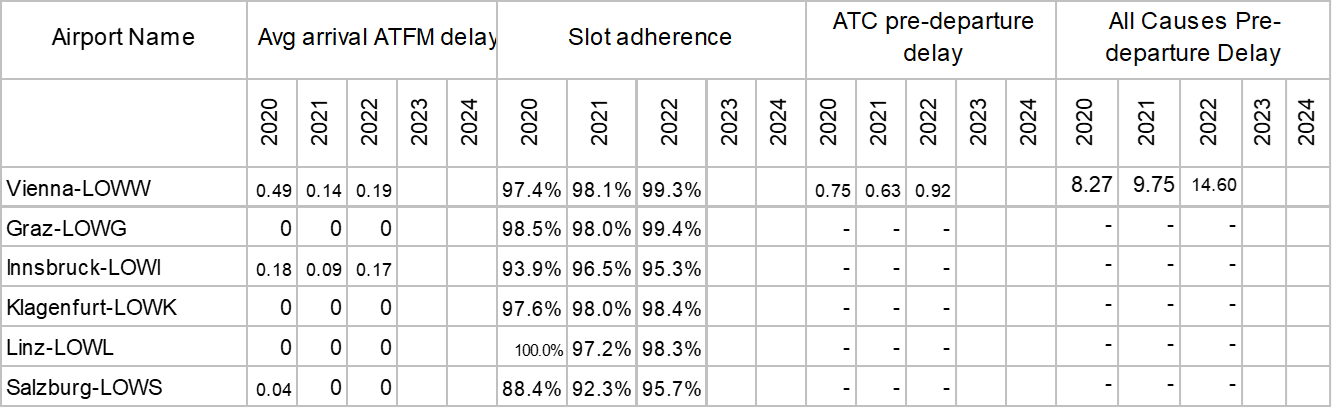 Airport Name Avg arrival ATFM delay Slot adherence ATC pre-departure delay All Causes Pre-departure Delay
2020 2021 2022 2023 2024 2020 2021 2022 2023 2024 2020 2021 2022 2023 2024 2020 2021 2022 2023 2024
Vienna-LOWW 0.49 0.14 0.19 97.4% 98.1% 99.3% 0.75 0.63 0.92 8.27 9.75 14.60
Graz-LOWG 0 0 0 98.5% 98.0% 99.4% - - - - - -
Innsbruck-LOWI 0.18 0.09 0.17 93.9% 96.5% 95.3% - - - - - -
Klagenfurt-LOWK 0 0 0 97.6% 98.0% 98.4% - - - - - -
Linz-LOWL 0 0 0 100.0% 97.2% 98.3% - - - - - -
Salzburg-LOWS 0.04 0 0 88.4% 92.3% 95.7% - - - - - -